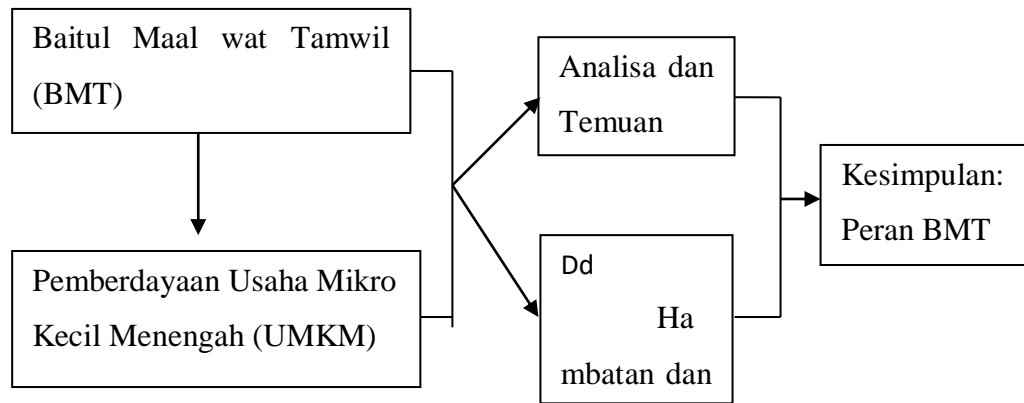 Baitul Maal wat Tamwil
(BMT)
Pemberdayaan Usaha Mikro
Kecil Menengah (UMKM)
Analisa dan
Temuan
Dd
Ha
mbatan dan
Kesimpulan:
Peran BMT